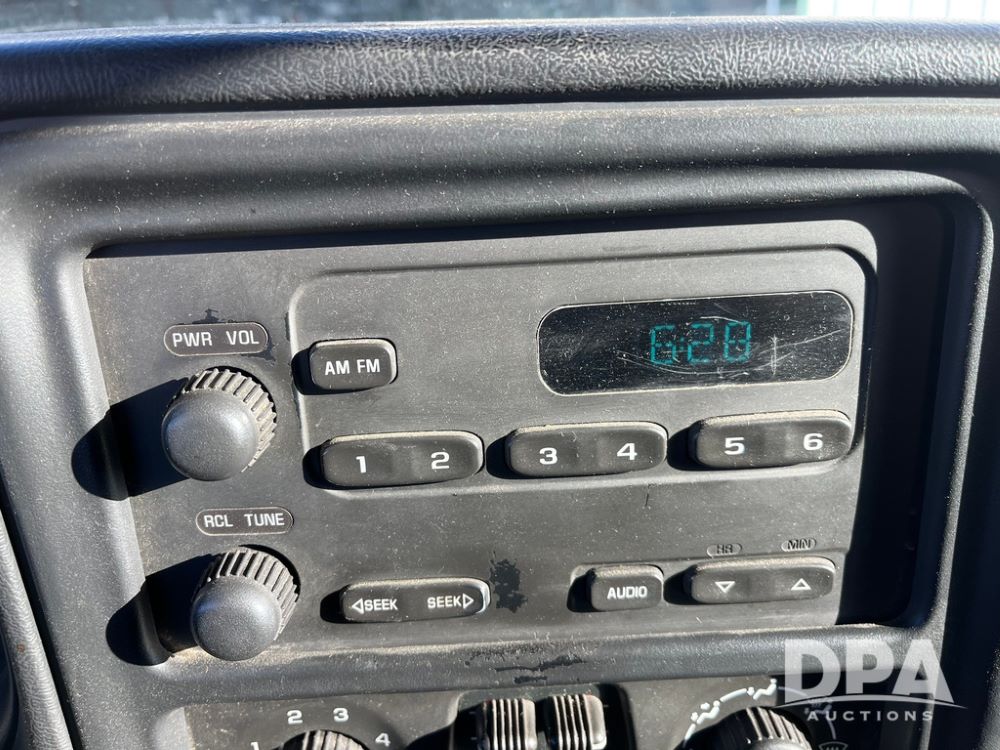 PWR VOL
AM FM
6:28
1 2 3 4 5 6
RCL TUNE
HR MIN
◁SEEK SEEK▷ AUDIO ▽ △
1 2 3 4
DPA
AUCTIONS